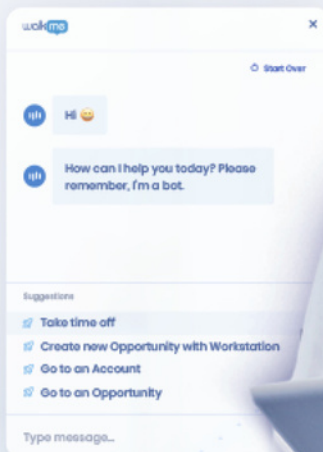 walkme
Start Over
Hi 😀
How can I help you today? Please
remember, I'm a bot.
Suggestions
Take time off
Create new Opportunity with Workstation
Go to an Account
Go to an Opportunity
Type message...